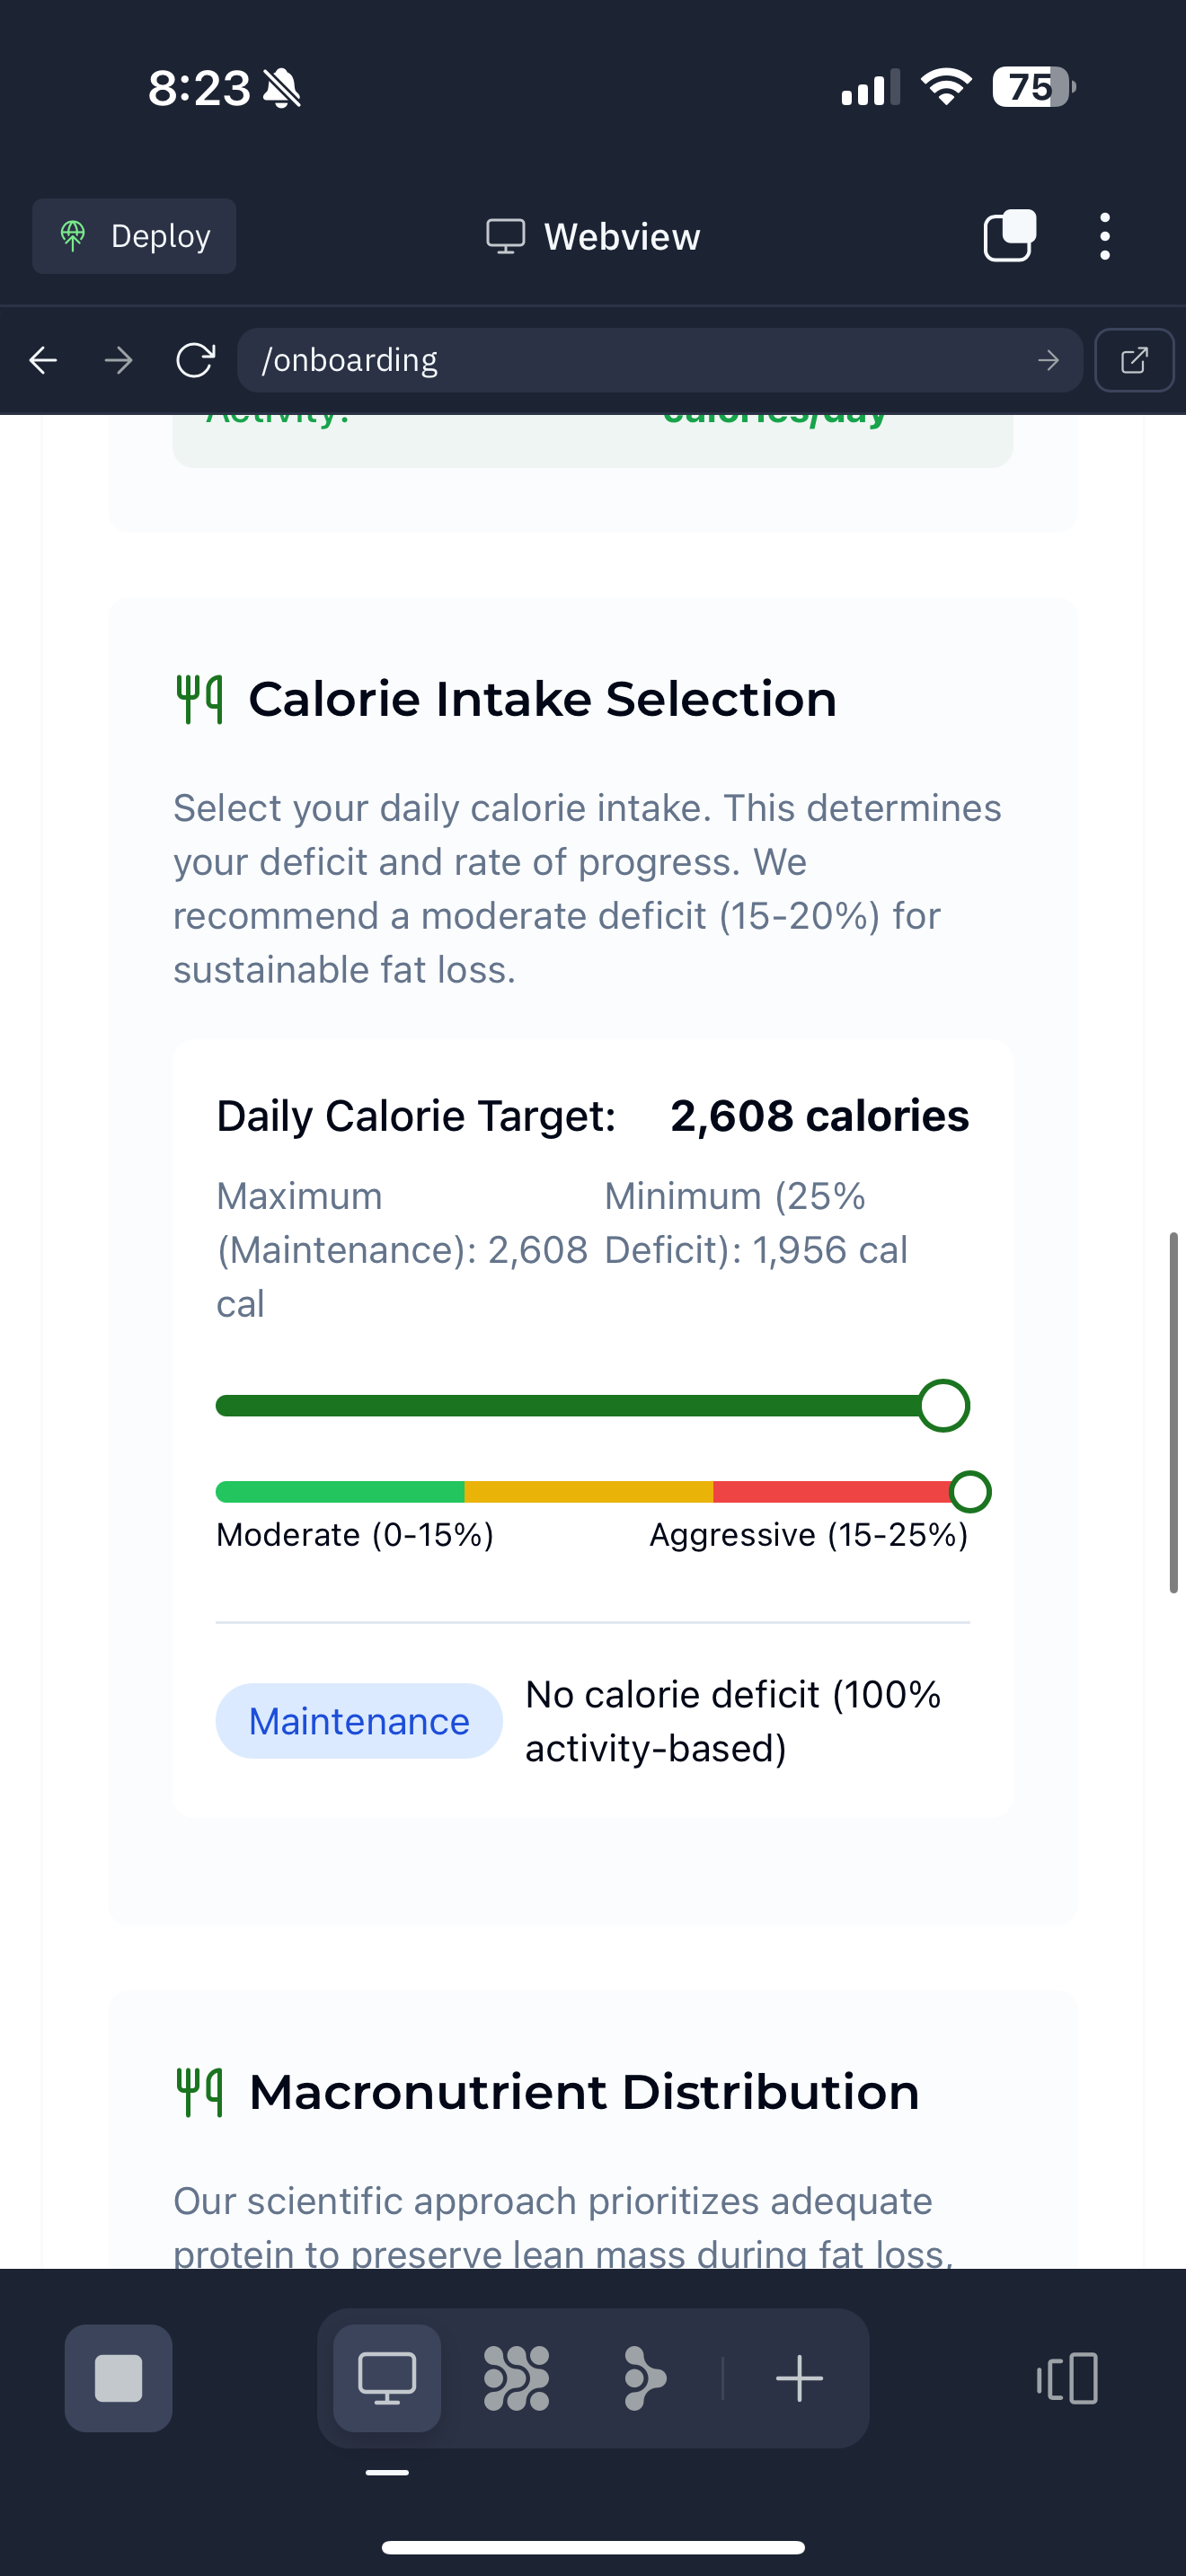 8:23
75
Deploy
Webview
/onboarding
Activity:
calories/day
Calorie Intake Selection
Select your daily calorie intake. This determines
your deficit and rate of progress. We
recommend a moderate deficit (15-20%) for
sustainable fat loss.
Daily Calorie Target:
2,608 calories
Maximum
(Maintenance): 2,608
cal
Minimum (25%
Deficit): 1,956 cal
Moderate (0-15%)
Aggressive (15-25%)
Maintenance
No calorie deficit (100%
activity-based)
Macronutrient Distribution
Our scientific approach prioritizes adequate
protein to preserve lean mass during fat loss,